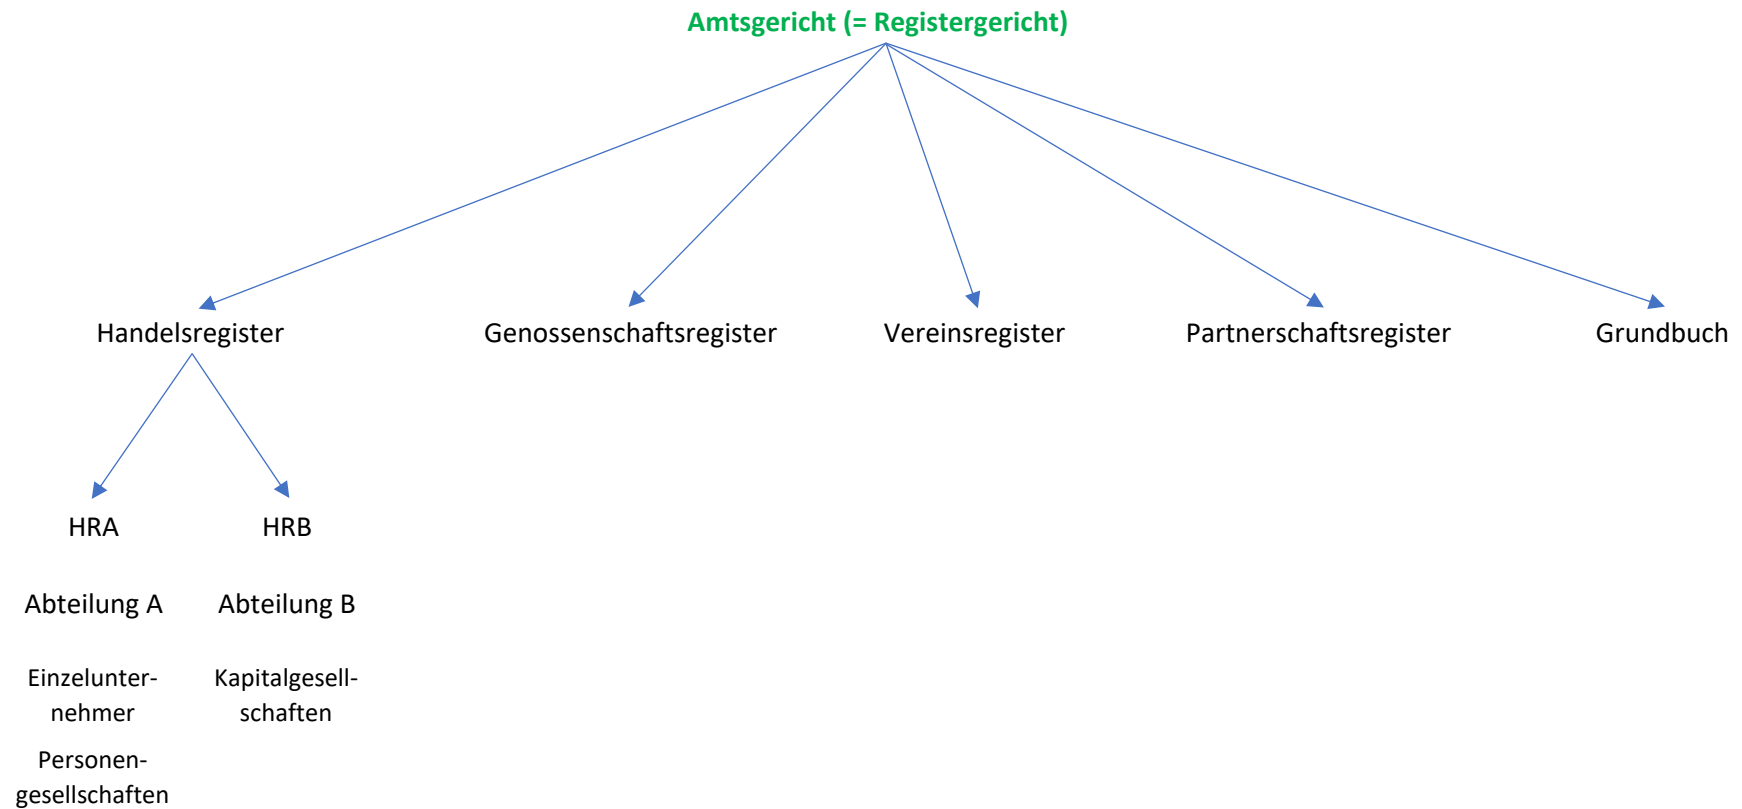 Amtsgericht (= Registergericht)
Handelsregister
Genossenschaftsregister
Vereinsregister
Partnerschaftsregister
Grundbuch
HRA
HRB
Abteilung A
Abteilung B
Einzelunter-
nehmer
Kapitalgesell-
schaften
Personen-
gesellschaften